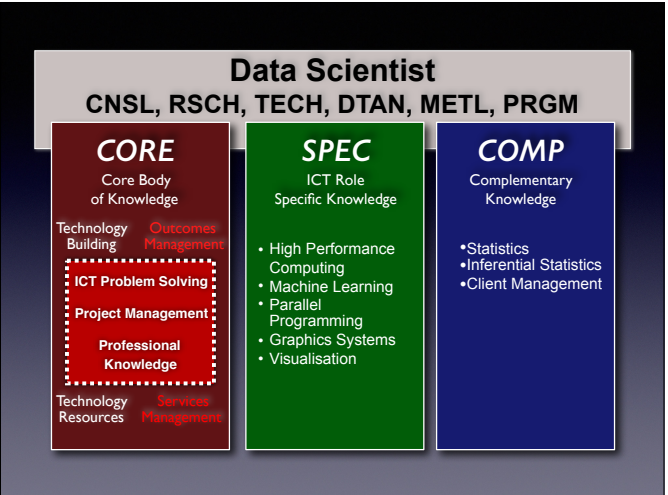 Data Scientist
CNSL, RSCH, TECH, DTAN, METL, PRGM
CORE
Core Body
of Knowledge
Technology
Building
Outcomes
Management
ICT Problem Solving
Project Management
Professional
Knowledge
Technology
Resources
Services
Management
SPEC
ICT Role
Specific Knowledge
• High Performance
Computing
• Machine Learning
• Parallel
Programming
• Graphics Systems
• Visualisation
COMP
Complementary
Knowledge
•Statistics
•Inferential Statistics
•Client Management